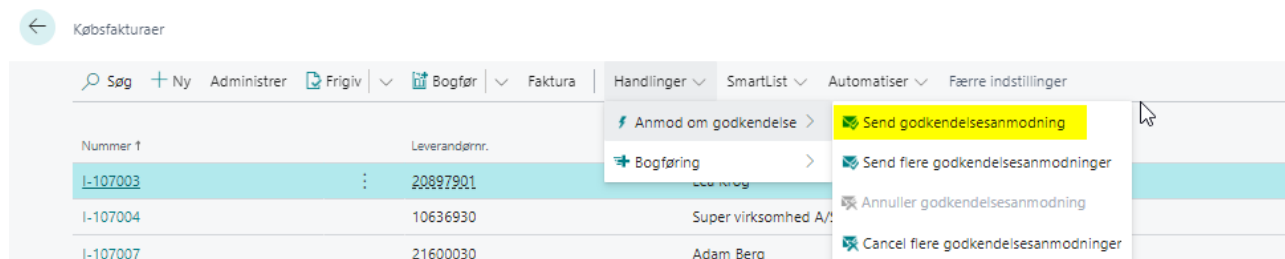 Købsfakturaer
Søg Ny Administrer Frigiv Bogfør Faktura Handlinger SmartList Automatiser Færre indstillinger
Anmod om godkendelse Send godkendelsesanmodning
Nummer ↑ Leverandørnr.
Bogføring Send flere godkendelsesanmodninger
I-107003 20897901 Lea Krog
Annuller godkendelsesanmodning
I-107004 10636930 Super virksomhed A/S
Cancel flere godkendelsesanmodninger
I-107007 21600030 Adam Berg